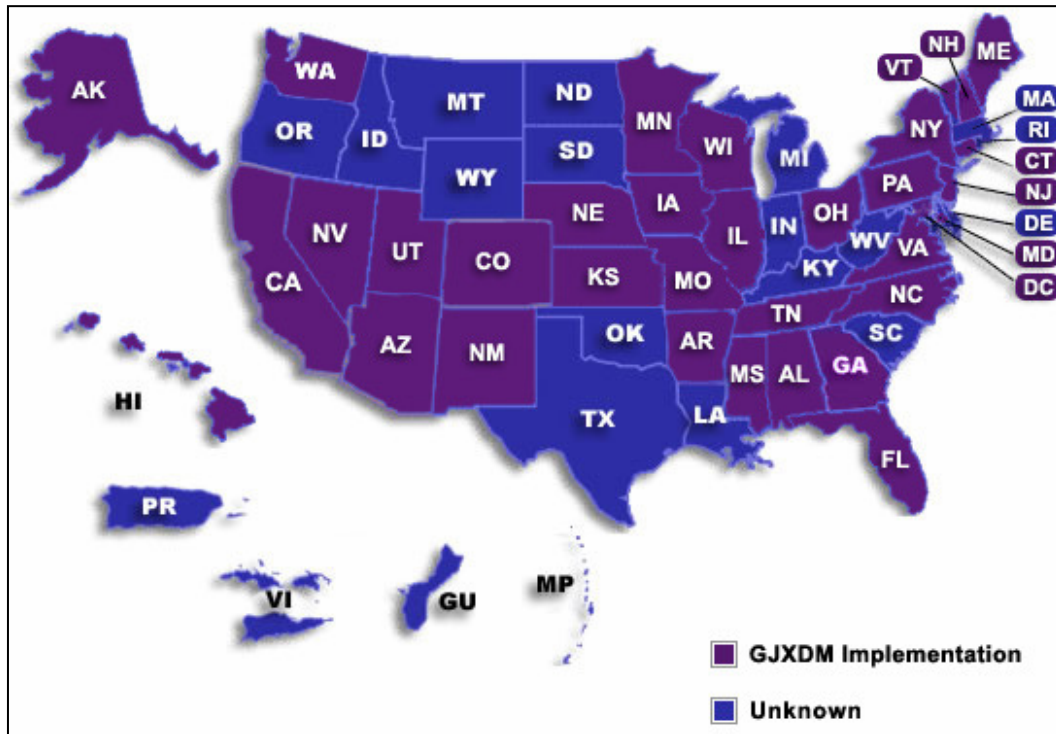 AK
WA
MT
ND
MN
VT
NH
ME
OR
ID
WY
SD
WI
MI
NY
MA
RI
CT
NJ
DE
MD
DC
NV
UT
CO
NE
IA
IL
IN
OH
PA
WV
VA
CA
AZ
NM
KS
MO
KY
NC
TN
OK
AR
SC
MS
AL
GA
TX
LA
FL
HI
PR
VI
GU
MP
GJXDM Implementation
Unknown